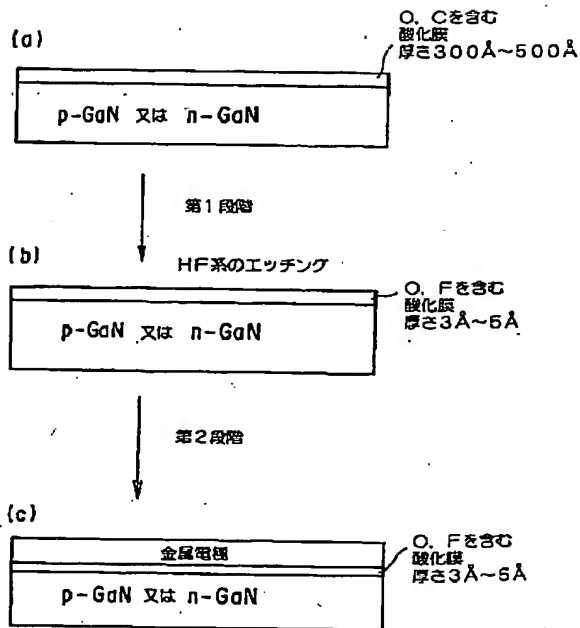 (a)
O. Cを含む
酸化膜
厚さ300Å~500Å
p-GaN 又は n-GaN
第1段階
(b)
HF系のエッチング
O. Fを含む
酸化膜
厚さ3Å~5Å
p-GaN 又は n-GaN
第2段階
(c)
金属電極
O. Fを含む
酸化膜
厚さ3Å~5Å
p-GaN 又は n-GaN